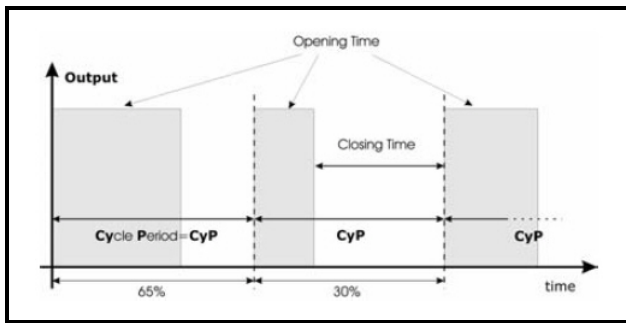 Opening Time
Output
Closing Time
Cycle Period=CyP
CyP
CyP
65%
30%
time